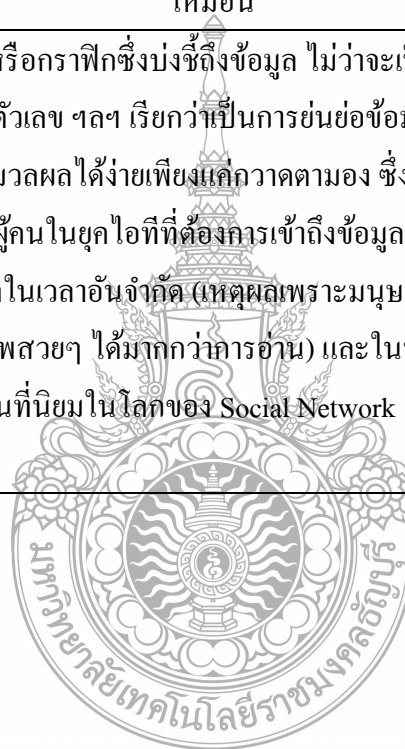 เหมือน
หรือกราฟิกซึ่งบ่งชี้ถึงข้อมูล ไม่ว่าจะเ
ตัวเลข ฯลฯ เรียกว่าเป็นการย่นย่อข้อม
มวลผลได้ง่ายเพียงแค่กวาดตามอง ซึ่ง
ผู้คนในยุคไอทีที่ต้องการเข้าถึงข้อมูล
ในเวลาอันจำกัด (เหตุผลเพราะมนุษ
พสวยๆ ได้มากกว่าการอ่าน) และใน
นที่นิยมในโลกของ Social Network
มหาวิทยาลัยเทคโนโลยีราชมงคลธัญบุรี